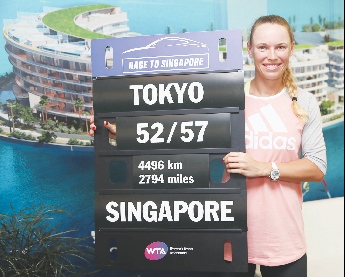 RACE TO SINGAPORE
TOKYO
52/57
4496 km
2794 miles
SINGAPORE
WTA
adidas